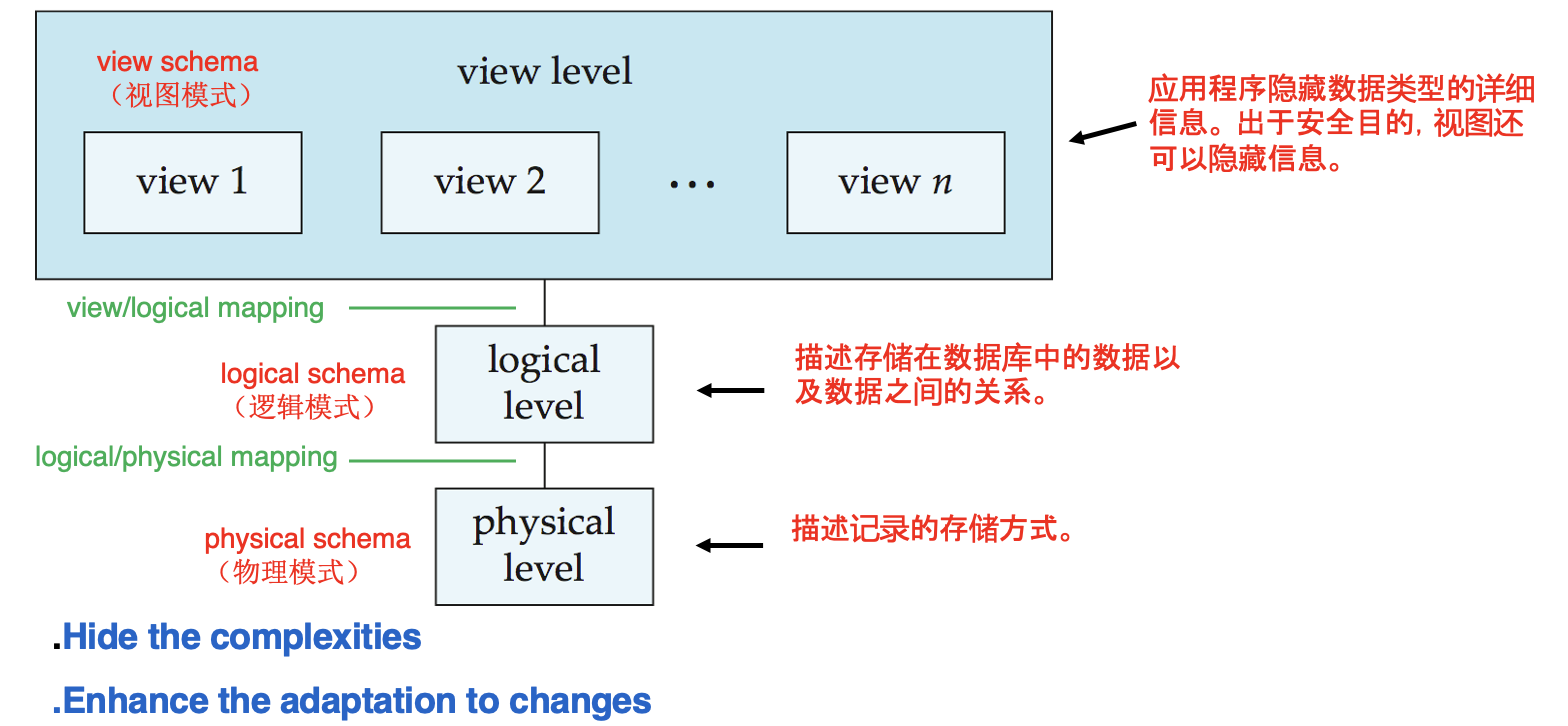 view schema
（视图模式）
view level
view 1
view 2
...
view n
应用程序隐藏数据类型的详细
信息。出于安全目的, 视图还
可以隐藏信息。
view/logical mapping
logical schema
（逻辑模式）
logical
level
描述存储在数据库中的数据以
及数据之间的关系。
logical/physical mapping
physical schema
（物理模式）
physical
level
描述记录的存储方式。
.Hide the complexities
.Enhance the adaptation to changes